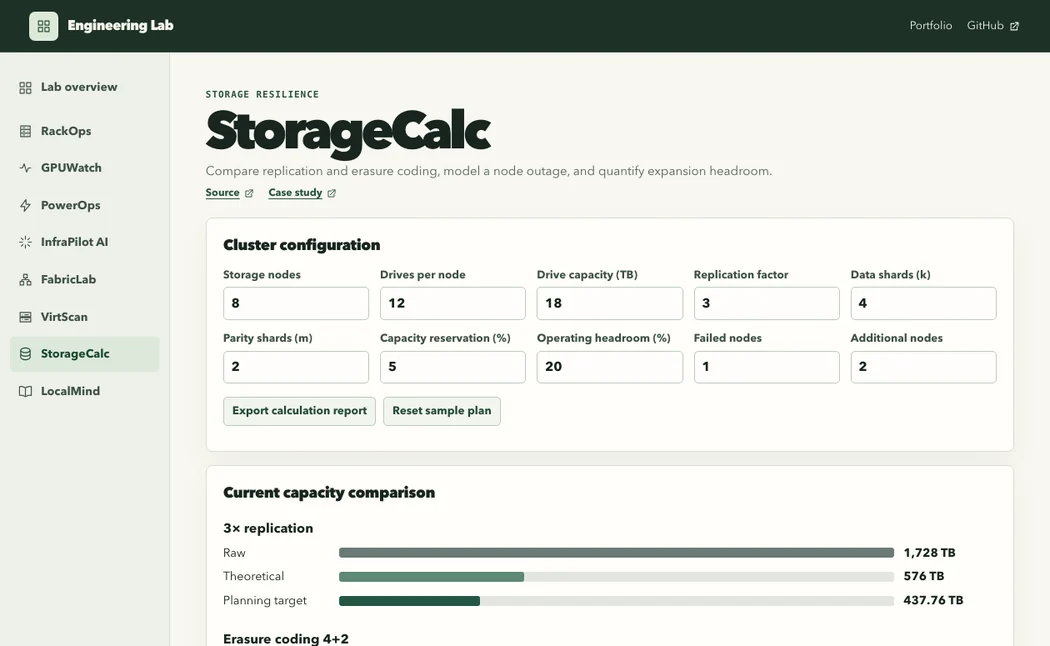 Engineering Lab
Portfolio GitHub
Lab overview
RackOps
GPUWatch
PowerOps
InfraPilot AI
FabricLab
VirtScan
StorageCalc
LocalMind
STORAGE RESILIENCE
StorageCalc
Compare replication and erasure coding, model a node outage, and quantify expansion headroom.
Source Case study
Cluster configuration
Storage nodes Drives per node Drive capacity (TB) Replication factor Data shards (k)
8 12 18 3 4
Parity shards (m) Capacity reservation (%) Operating headroom (%) Failed nodes Additional nodes
2 5 20 1 2
Export calculation report Reset sample plan
Current capacity comparison
3× replication
Raw 1,728 TB
Theoretical 576 TB
Planning target 437.76 TB
Erasure coding 4+2